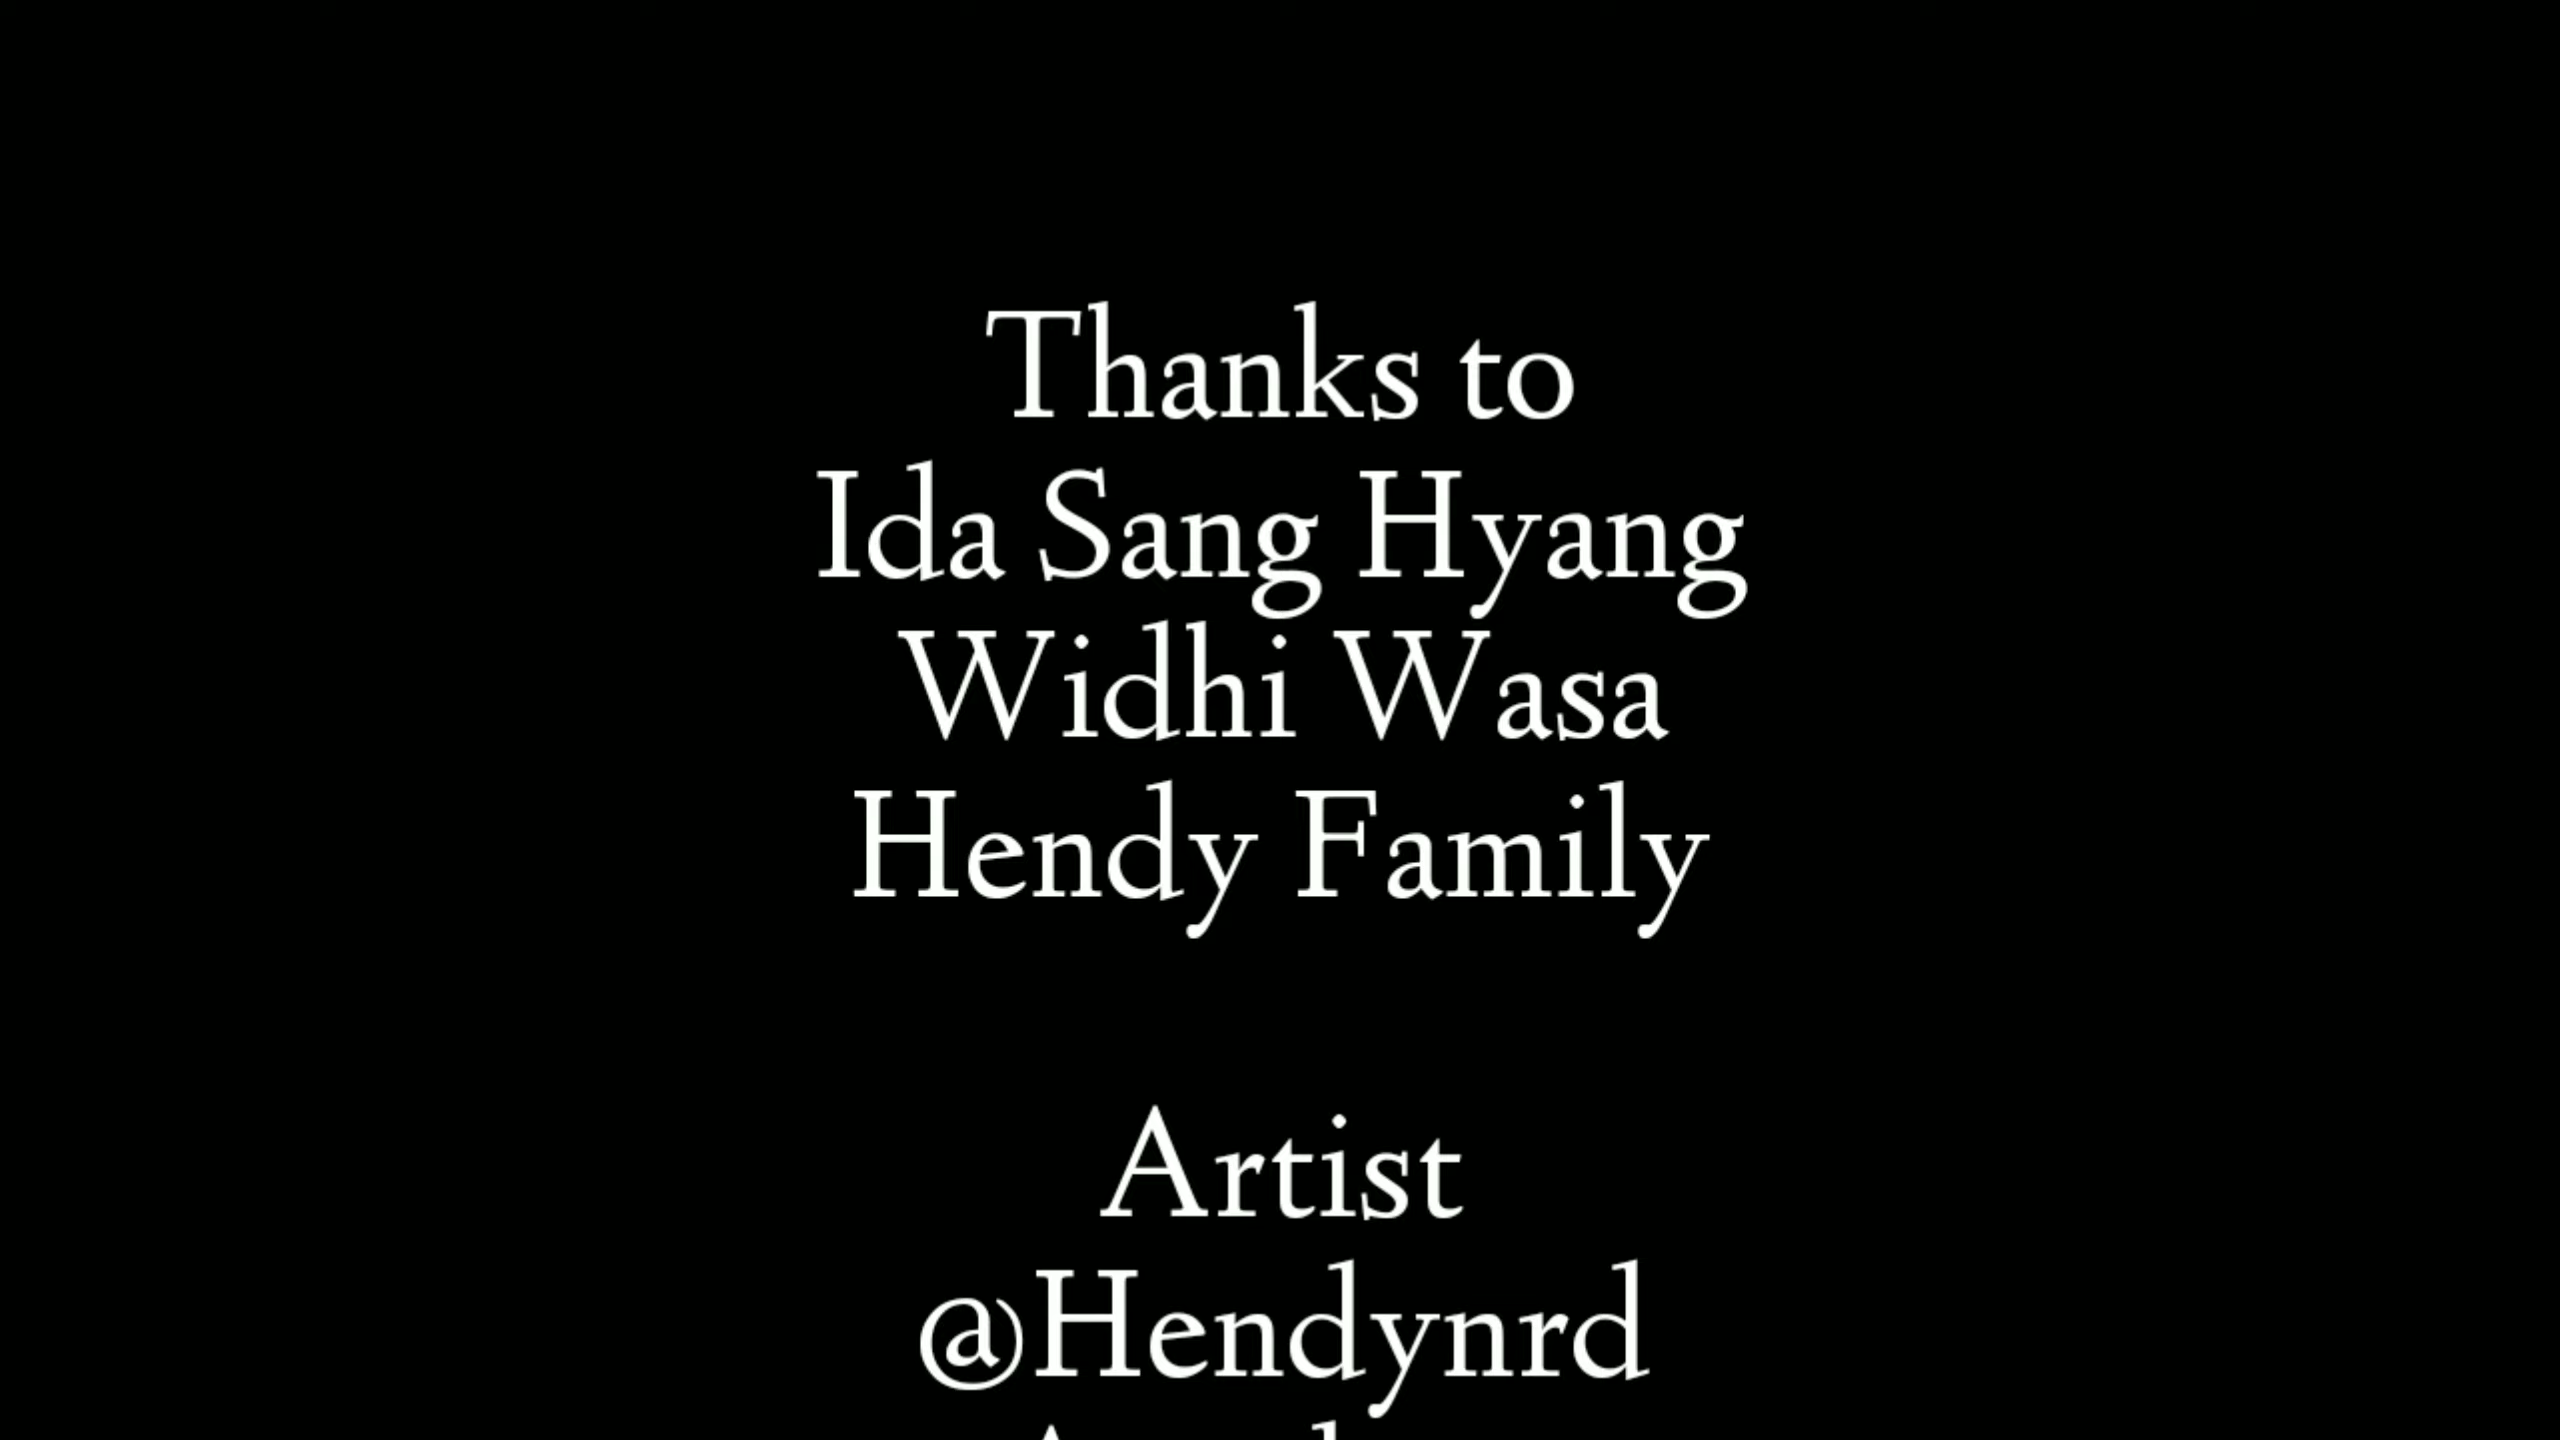 Thanks to
Ida Sang Hyang
Widhi Wasa
Hendy Family
Artist
@Hendynrd